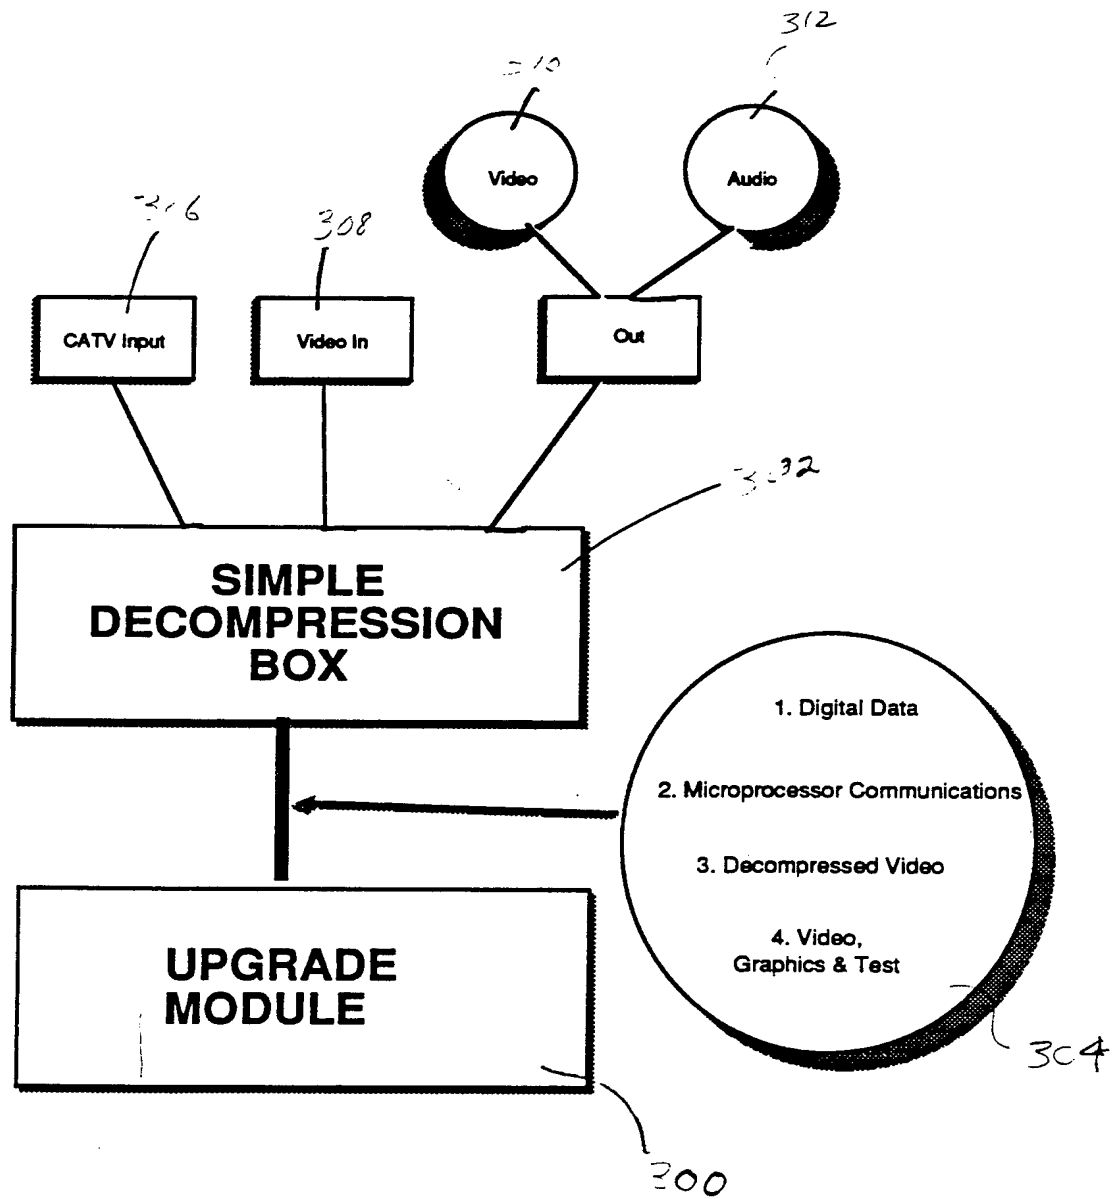 312
Video
Audio
308
CATV Input
Video In
Out
SIMPLE
DECOMPRESSION
BOX
1. Digital Data
2. Microprocessor Communications
3. Decompressed Video
4. Video,
Graphics & Test
UPGRADE
MODULE
304
300